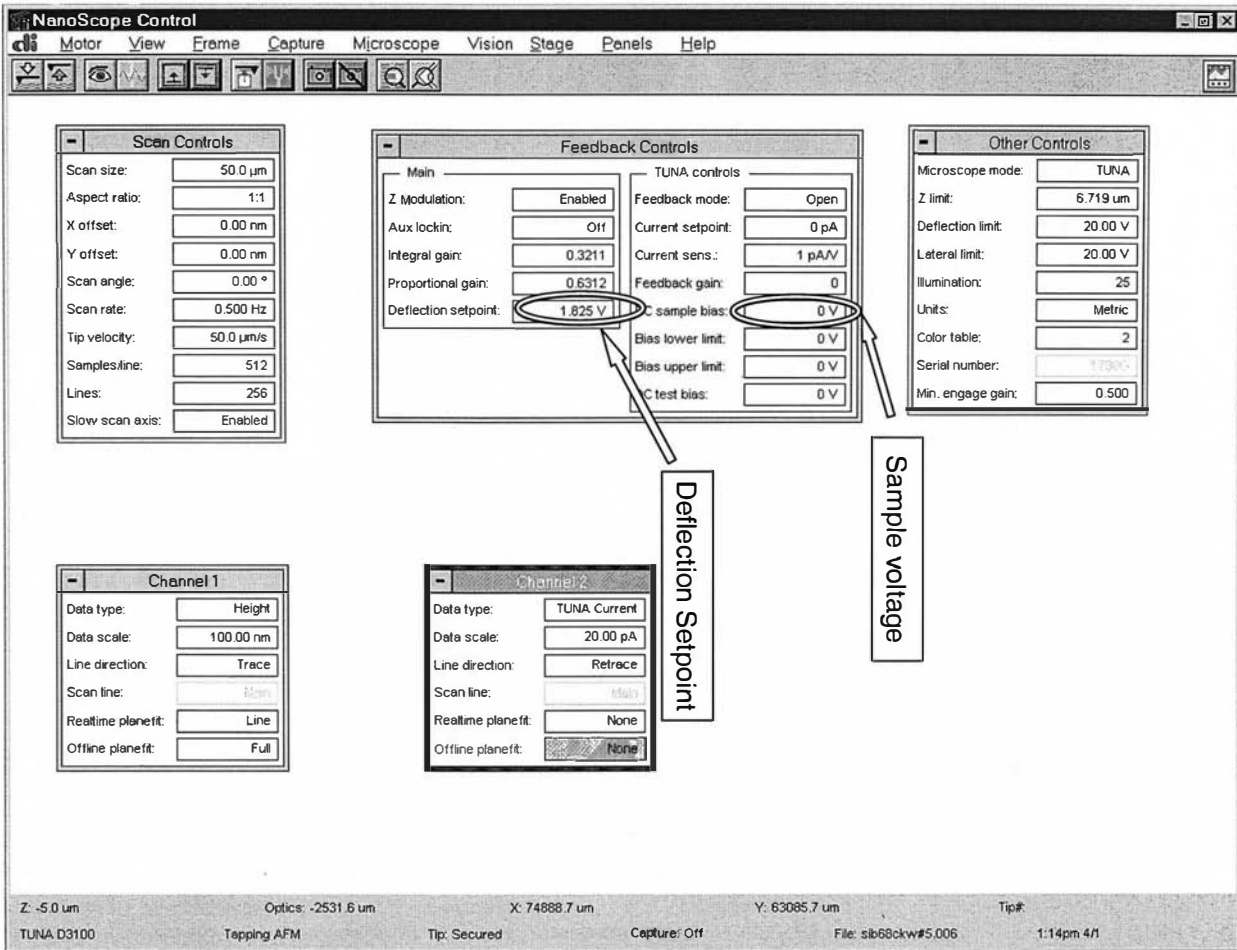 NanoScope Control
Motor View Frame Capture Microscope Vision Stage Panels Help
Scan Controls
Scan size: 50.0 µm
Aspect ratio: 1:1
X offset: 0.00 nm
Y offset: 0.00 nm
Scan angle: 0.00 °
Scan rate: 0.500 Hz
Tip velocity: 50.0 µm/s
Samples/line: 512
Lines: 256
Slow scan axis: Enabled
Feedback Controls
Main
Z Modulation: Enabled
Aux lockin: Off
Integral gain: 0.3211
Proportional gain: 0.6312
Deflection setpoint: 1.825 V
TUNA controls
Feedback mode: Open
Current setpoint: 0 pA
Current sens.: 1 pA/V
Feedback gain: 0
C sample bias: 0 V
Bias lower limit: 0 V
Bias upper limit: 0 V
C test bias: 0 V
Other Controls
Microscope mode: TUNA
Z limit: 6.719 um
Deflection limit: 20.00 V
Lateral limit: 20.00 V
Illumination: 25
Units: Metric
Color table: 2
Serial number:
Min. engage gain: 0.500
Deflection Setpoint
Sample voltage
Channel 1
Data type: Height
Data scale: 100.00 nm
Line direction: Trace
Scan line: Main
Realtime planefit: Line
Offline planefit: Full
Channel 2
Data type: TUNA Current
Data scale: 20.00 pA
Line direction: Retrace
Scan line: Main
Realtime planefit: None
Offline planefit: None
Z: -5.0 um Optics: -2531.6 um X: 74888.7 um Y: 63085.7 um Tip#:
TUNA D3100 Tapping AFM Tip: Secured Capture: Off File: sib68ckw#5.006 1:14pm 4/1